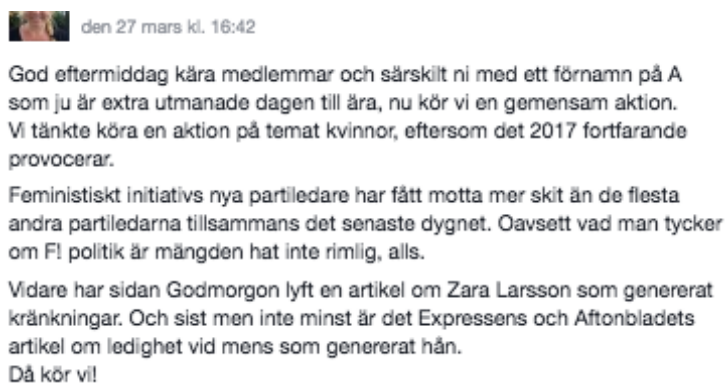 den 27 mars kl. 16:42
God eftermiddag kära medlemmar och särskilt ni med ett förnamn på A
som ju är extra utmanade dagen till ära, nu kör vi en gemensam aktion.
Vi tänkte köra en aktion på temat kvinnor, eftersom det 2017 fortfarande
provocerar.
Feministiskt initiativs nya partiledare har fått motta mer skit än de flesta
andra partiledarna tillsammans det senaste dygnet. Oavsett vad man tycker
om F! politik är mängden hat inte rimlig, alls.
Vidare har sidan Godmorgon lyft en artikel om Zara Larsson som genererat
kränkningar. Och sist men inte minst är det Expressens och Aftonbladets
artikel om ledighet vid mens som genererat hån.
Då kör vi!